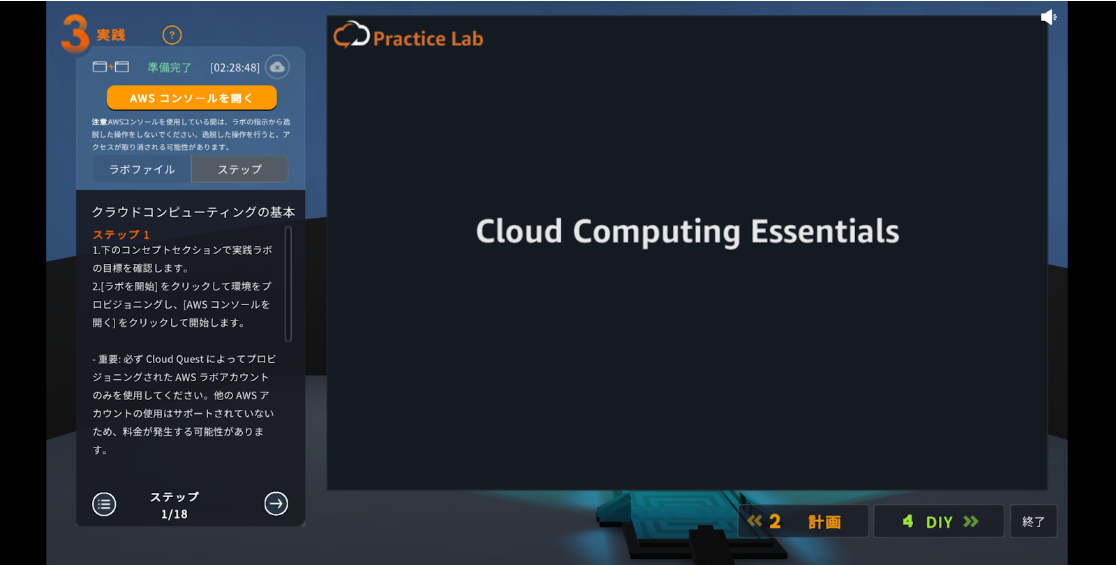 3 実践 ?
準備完了 [02:28:48]
AWS コンソールを開く
注意:AWSコンソールを使用している間は、ラボの指示から逸
脱した操作をしないでください。逸脱した操作を行うと、ア
クセスが取り消される可能性があります。
ラボファイル ステップ
クラウドコンピューティングの基本
ステップ 1
1.下のコンセプトセクションで実践ラボ
の目標を確認します。
2.[ラボを開始] をクリックして環境をプ
ロビジョニングし、[AWS コンソールを
開く] をクリックして開始します。
- 重要: 必ず Cloud Quest によってプロビ
ジョニングされた AWS ラボアカウント
のみを使用してください。他の AWS ア
カウントの使用はサポートされていない
ため、料金が発生する可能性がありま
す。
ステップ
1/18
Practice Lab
Cloud Computing Essentials
2 計画
4 DIY
終了